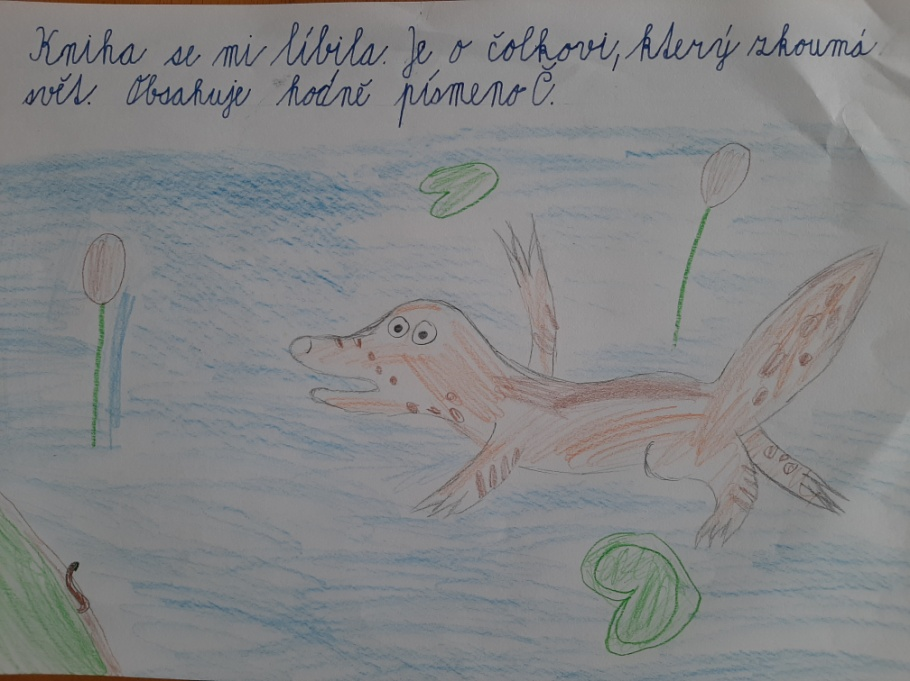 Kniha se mi líbila. Je o čolkovi, který zkoumá
svět. Obsahuje hodně písmeno Č.